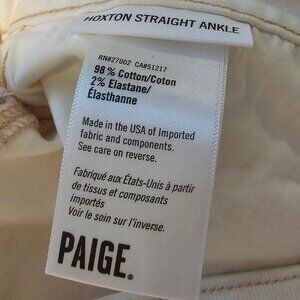 HOXTON STRAIGHT ANKLE
RN#27002 CA#51217
98 % Cotton/Coton
2% Elastane/
Élasthanne
Made in the USA of Imported
fabric and components.
See care on reverse.
Fabriqué aux États-Unis à partir
de tissus et composants
importés
Voir le soin sur l'inverse.
PAIGE®